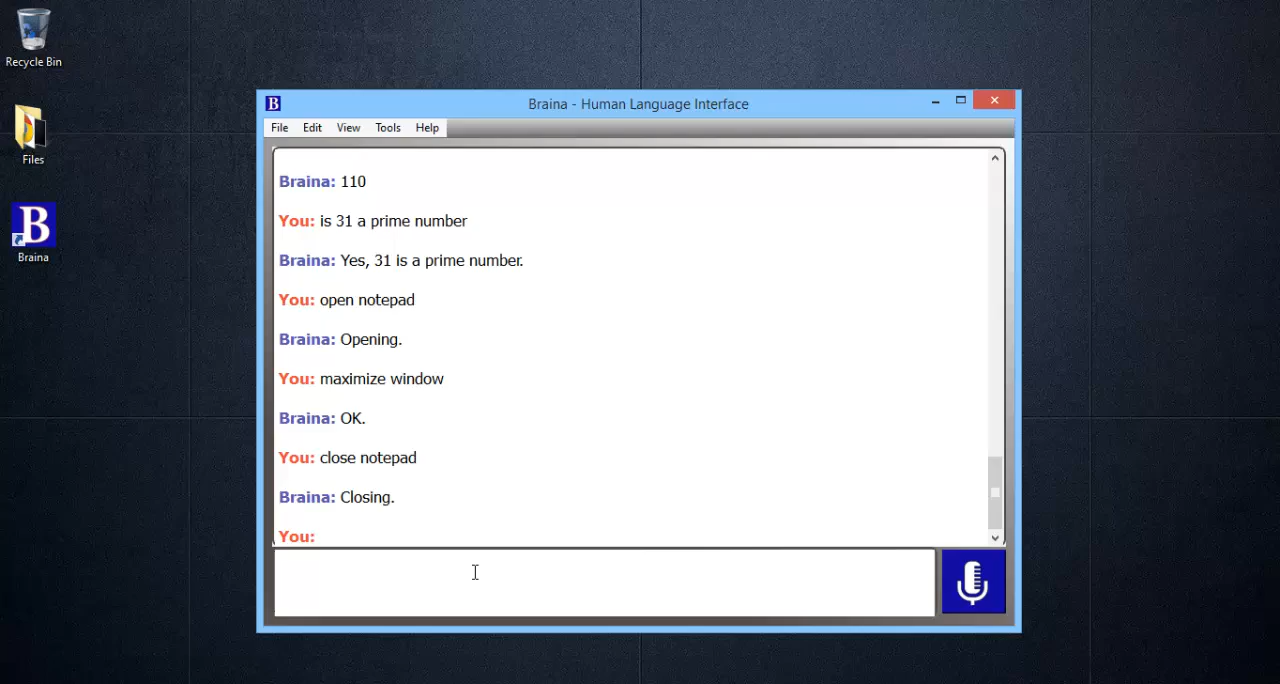 Recycle Bin
Files
B
Braina
B
Braina - Human Language Interface
File Edit View Tools Help
Braina: 110
You: is 31 a prime number
Braina: Yes, 31 is a prime number.
You: open notepad
Braina: Opening.
You: maximize window
Braina: OK.
You: close notepad
Braina: Closing.
You: